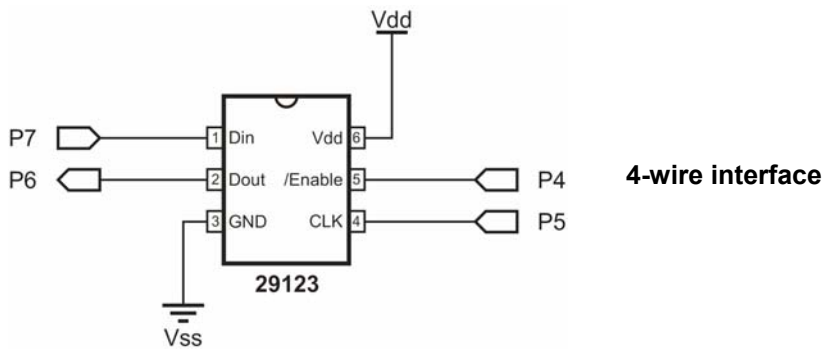 Vdd
P7
1 Din
Vdd 6
P6
2 Dout
/Enable 5
P4
4-wire interface
3 GND
CLK 4
P5
29123
Vss